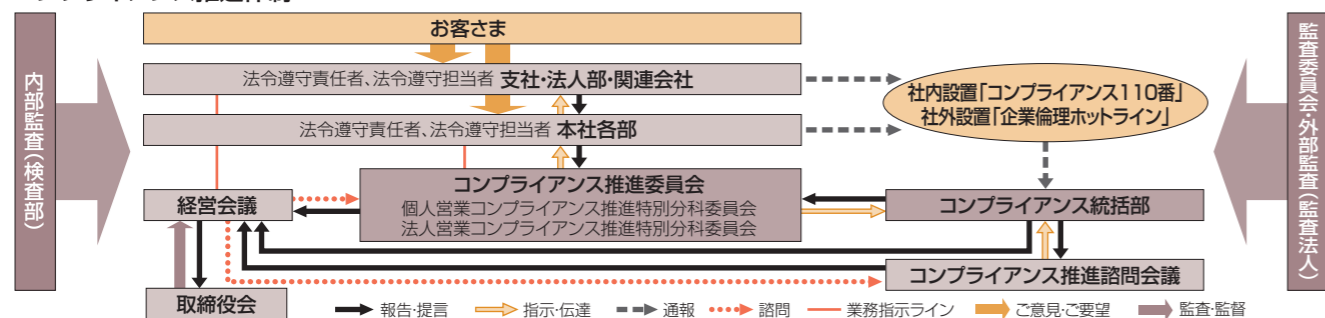 お客さま
法令遵守責任者、法令遵守担当者 支社・法人部・関連会社
法令遵守責任者、法令遵守担当者 本社各部
社内設置「コンプライアンス110番」
社外設置「企業倫理ホットライン」
内部監査(検査部)
監査委員会・外部監査(監査法人)
コンプライアンス推進委員会
個人営業コンプライアンス推進特別分科委員会
法人営業コンプライアンス推進特別分科委員会
経営会議
コンプライアンス統括部
コンプライアンス推進諮問会議
取締役会
報告・提言
指示・伝達
通報
諮問
業務指示ライン
ご意見・ご要望
監査・監督